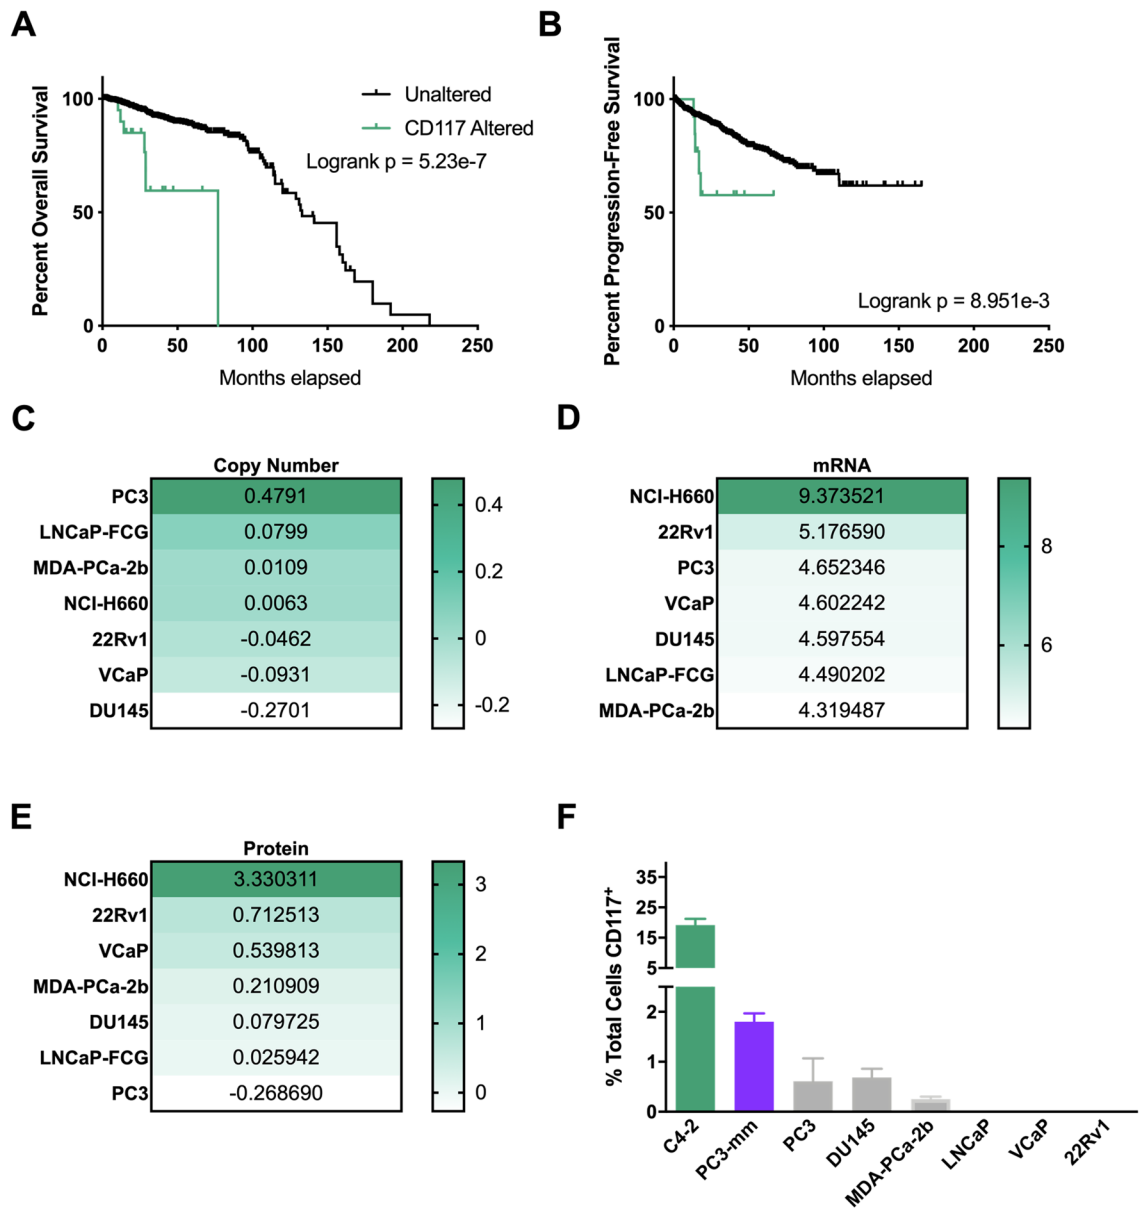 A
Percent Overall Survival
100
50
0
0 50 100 150 200 250
Months elapsed
Unaltered
CD117 Altered
Logrank p = 5.23e-7
B
Percent Progression-Free Survival
100
50
0
0 50 100 150 200 250
Months elapsed
Logrank p = 8.951e-3
C
Copy Number
PC3 0.4791
LNCaP-FCG 0.0799
MDA-PCa-2b 0.0109
NCI-H660 0.0063
22Rv1 -0.0462
VCaP -0.0931
DU145 -0.2701
0.4
0.2
0
-0.2
D
mRNA
NCI-H660 9.373521
22Rv1 5.176590
PC3 4.652346
VCaP 4.602242
DU145 4.597554
LNCaP-FCG 4.490202
MDA-PCa-2b 4.319487
8
6
E
Protein
NCI-H660 3.330311
22Rv1 0.712513
VCaP 0.539813
MDA-PCa-2b 0.210909
DU145 0.079725
LNCaP-FCG 0.025942
PC3 -0.268690
3
2
1
0
F
% Total Cells CD117+
35
25
15
5
2
1
0
C4-2 PC3-mm PC3 DU145 MDA-PCa-2b LNCaP VCaP 22Rv1